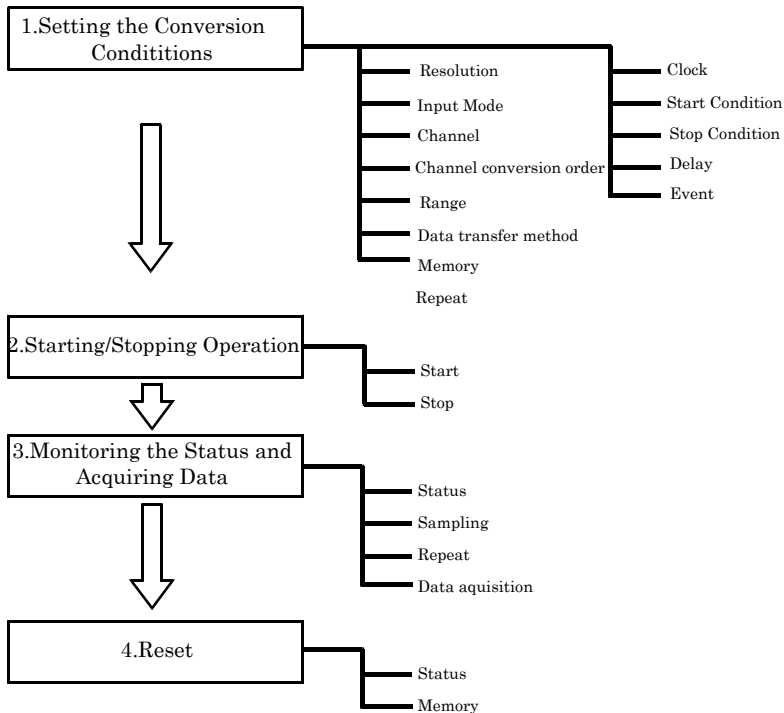 1.Setting the Conversion
Condititions
Resolution
Input Mode
Channel
Channel conversion order
Range
Data transfer method
Memory
Repeat
Clock
Start Condition
Stop Condition
Delay
Event
2.Starting/Stopping Operation
Start
Stop
3.Monitoring the Status and
Acquiring Data
Status
Sampling
Repeat
Data aquisition
4.Reset
Status
Memory